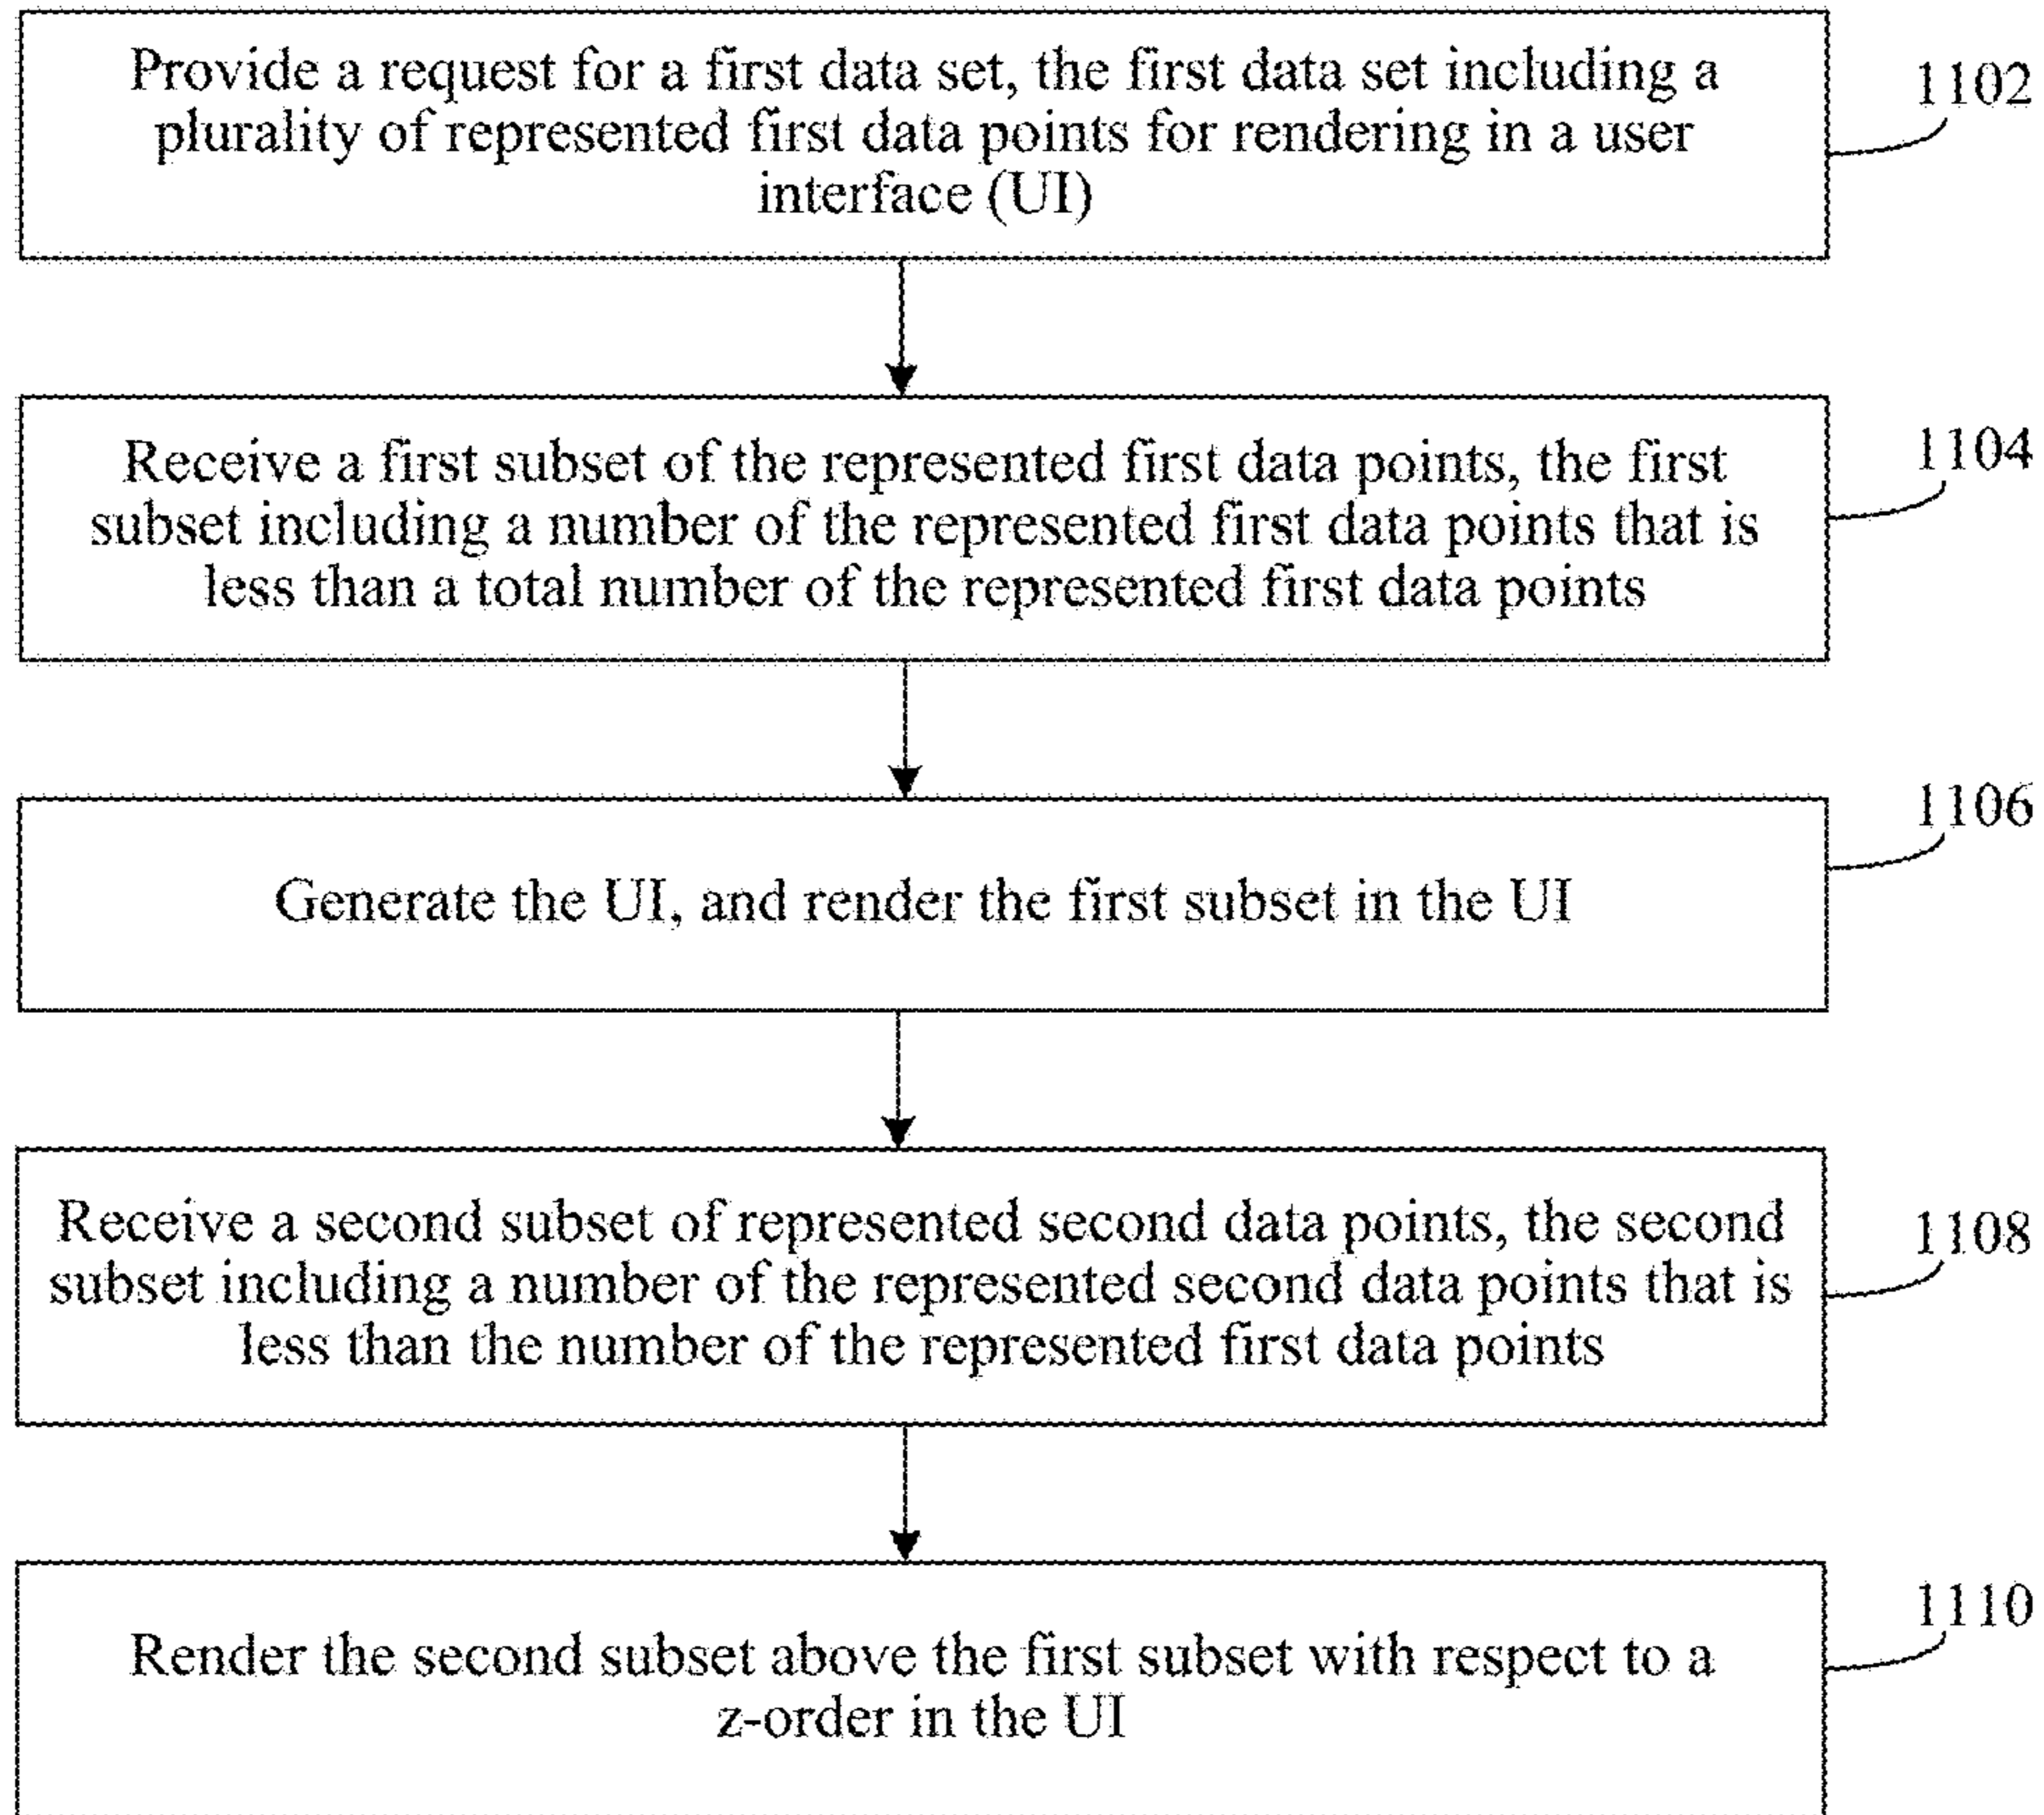 Provide a request for a first data set, the first data set including a
plurality of represented first data points for rendering in a user
interface (UI)
1102
Receive a first subset of the represented first data points, the first
subset including a number of the represented first data points that is
less than a total number of the represented first data points
1104
Generate the UI, and render the first subset in the UI
1106
Receive a second subset of represented second data points, the second
subset including a number of the represented second data points that is
less than the number of the represented first data points
1108
Render the second subset above the first subset with respect to a
z-order in the UI
1110